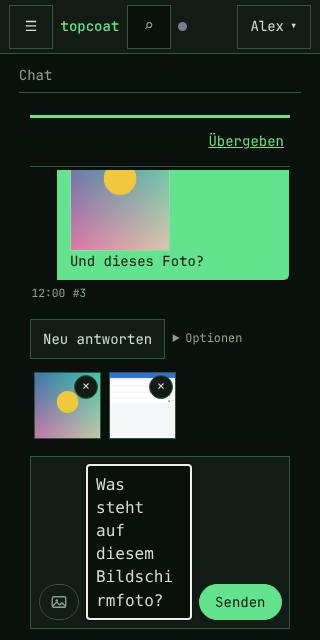 ☰ topcoat ⌕ Alex ▾
Chat
Übergeben
Und dieses Foto?
12:00 #3
Neu antworten ▶ Optionen
✕ ✕
Was
steht
auf
diesem
Bildschi
rmfoto?
Senden